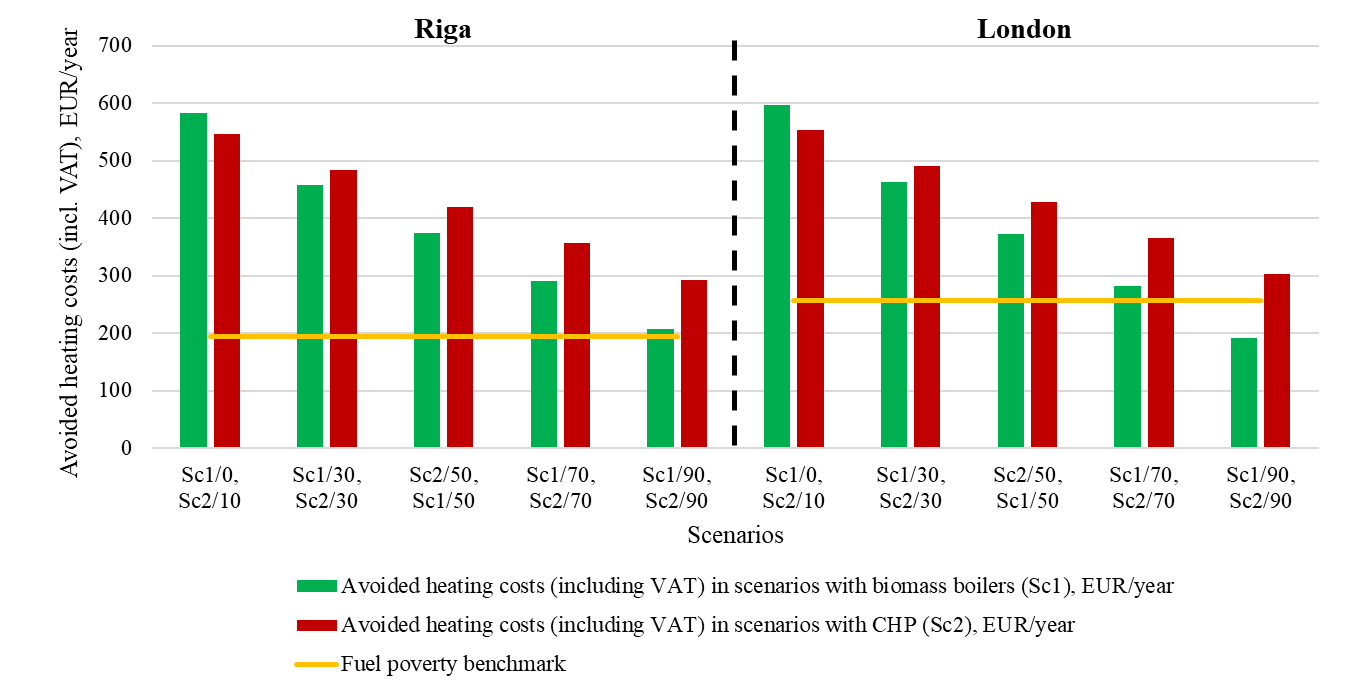 Riga
London
Avoided heating costs (incl. VAT), EUR/year
700
600
500
400
300
200
100
0
Sc1/0,
Sc2/10
Sc1/30,
Sc2/30
Sc2/50,
Sc1/50
Sc1/70,
Sc2/70
Sc1/90,
Sc2/90
Sc1/0,
Sc2/10
Sc1/30,
Sc2/30
Sc2/50,
Sc1/50
Sc1/70,
Sc2/70
Sc1/90,
Sc2/90
Scenarios
Avoided heating costs (including VAT) in scenarios with biomass boilers (Sc1), EUR/year
Avoided heating costs (including VAT) in scenarios with CHP (Sc2), EUR/year
Fuel poverty benchmark